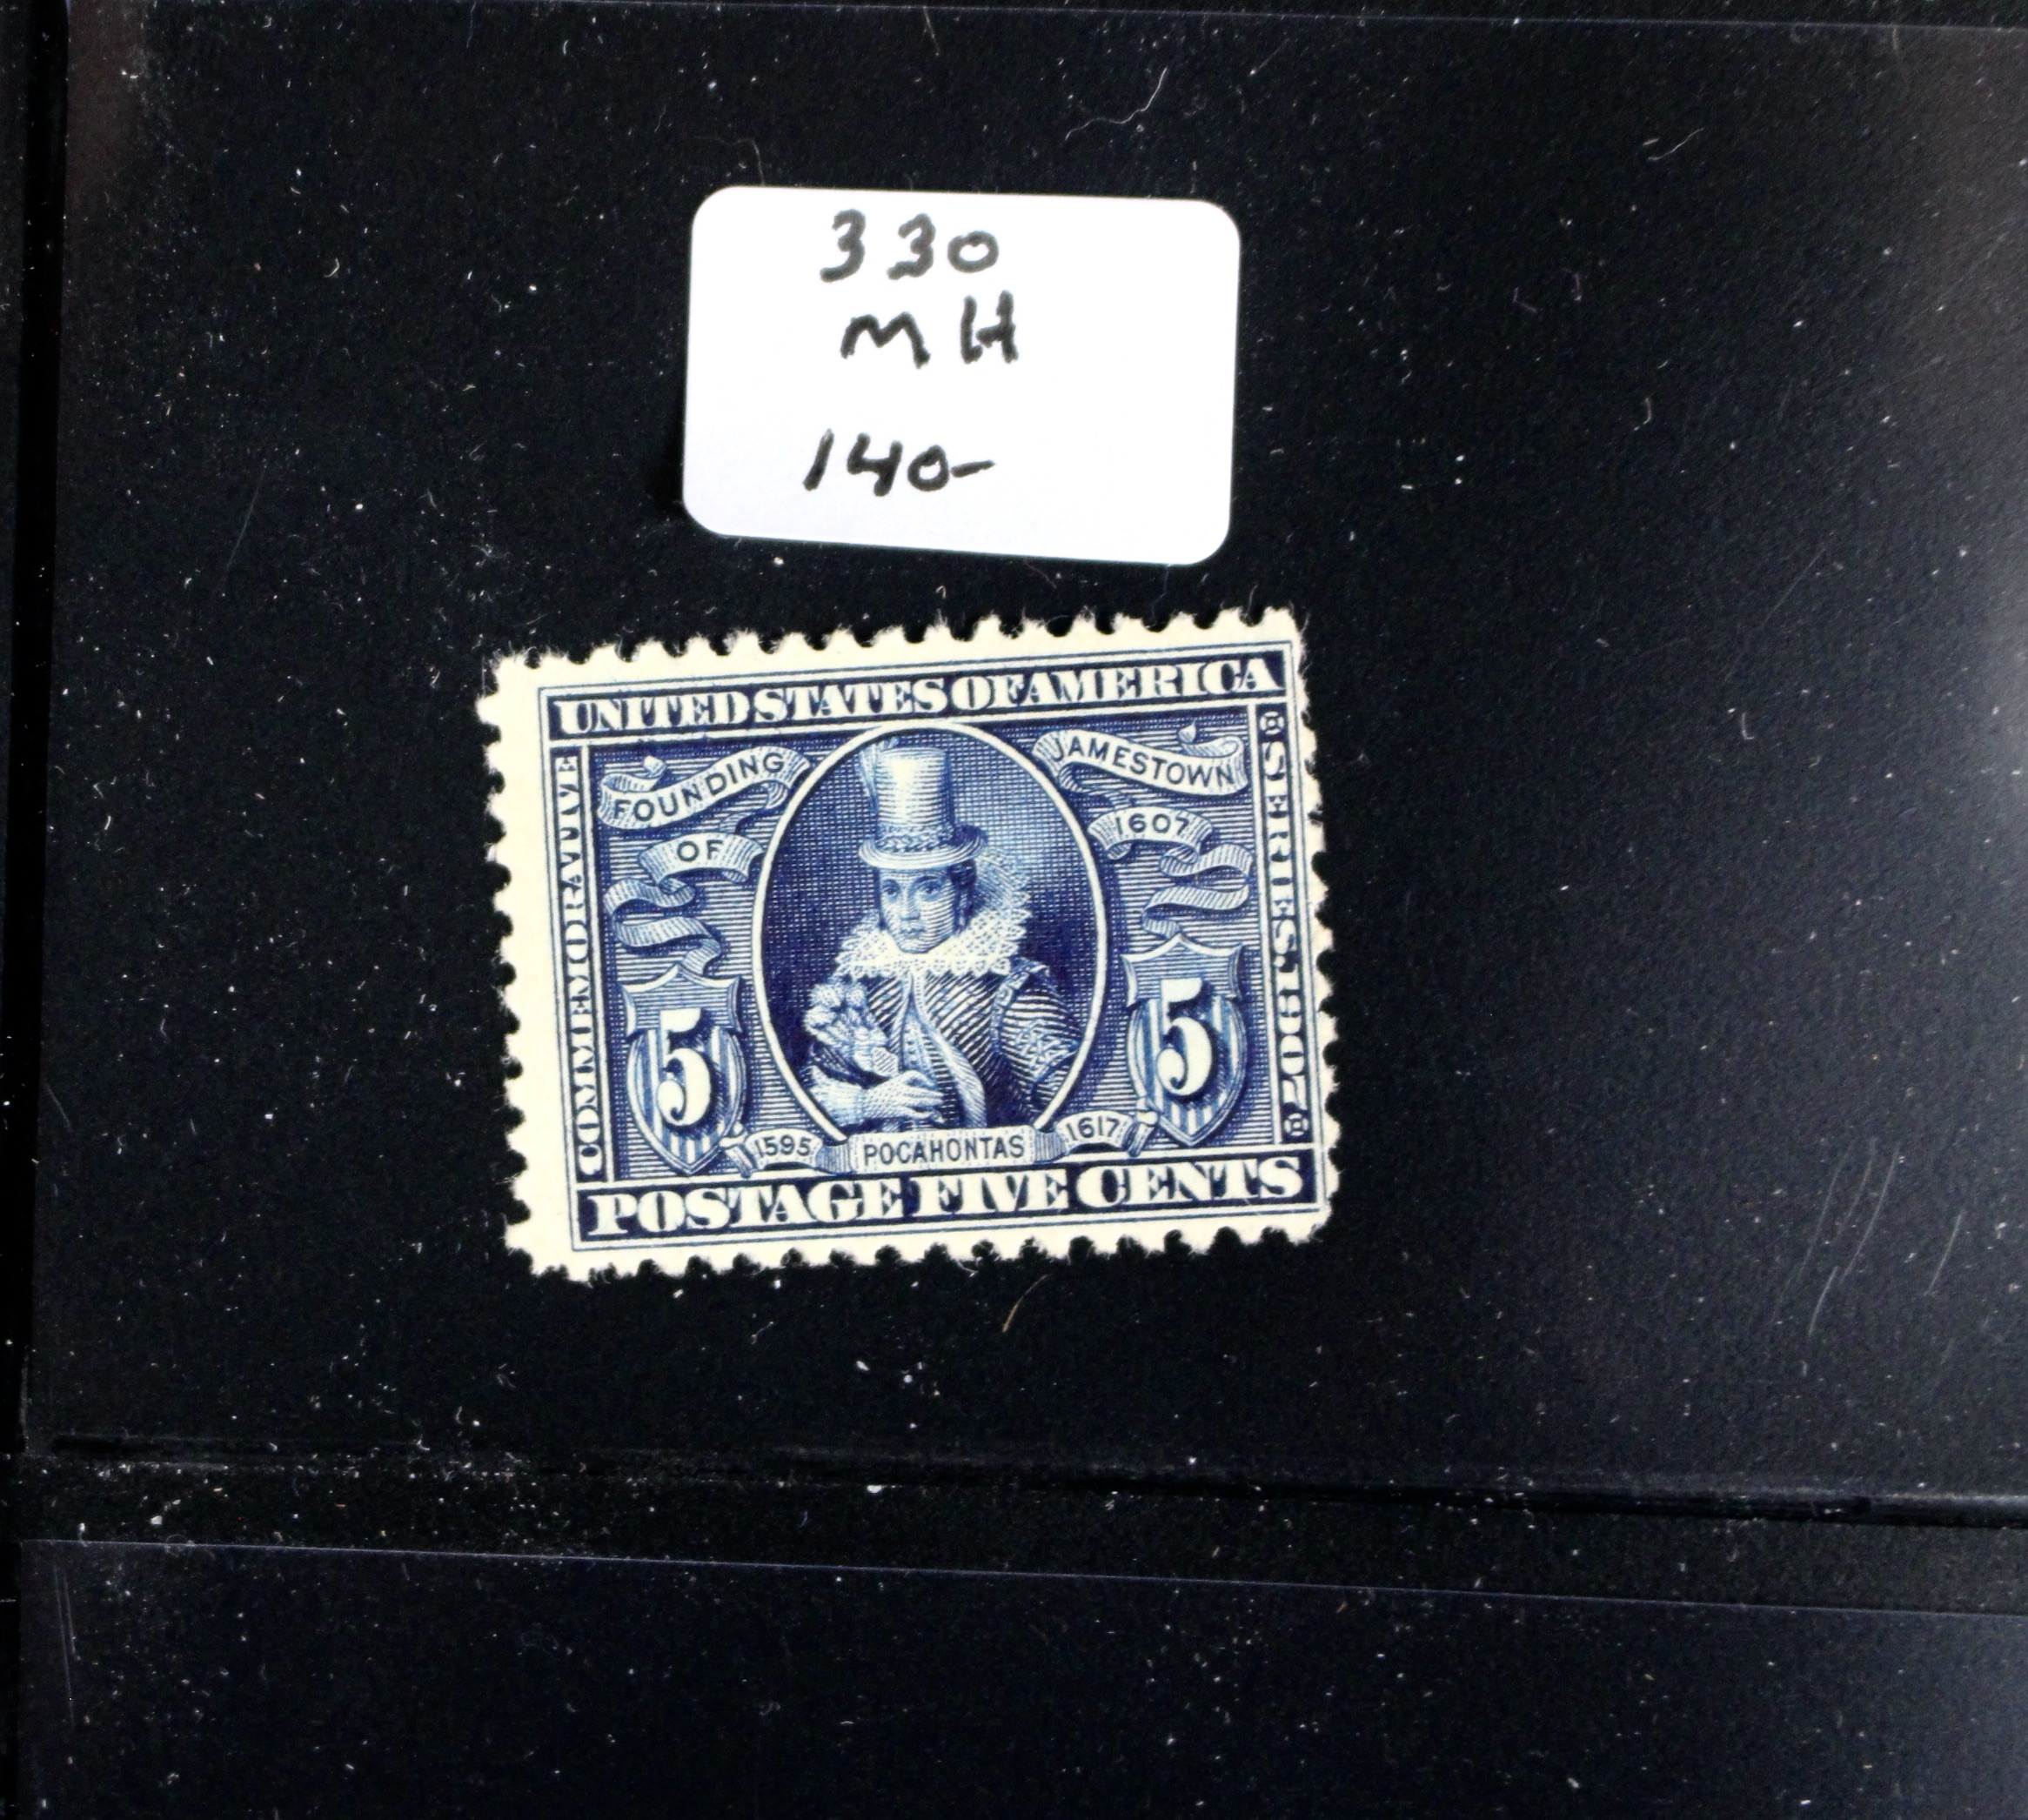 330
MH
140-
UNITED STATES OF AMERICA
COMMEMORATIVE
SERIES 1907
FOUNDING
OF
JAMESTOWN
1607
5
5
1595
POCAHONTAS
1617
POSTAGE FIVE CENTS